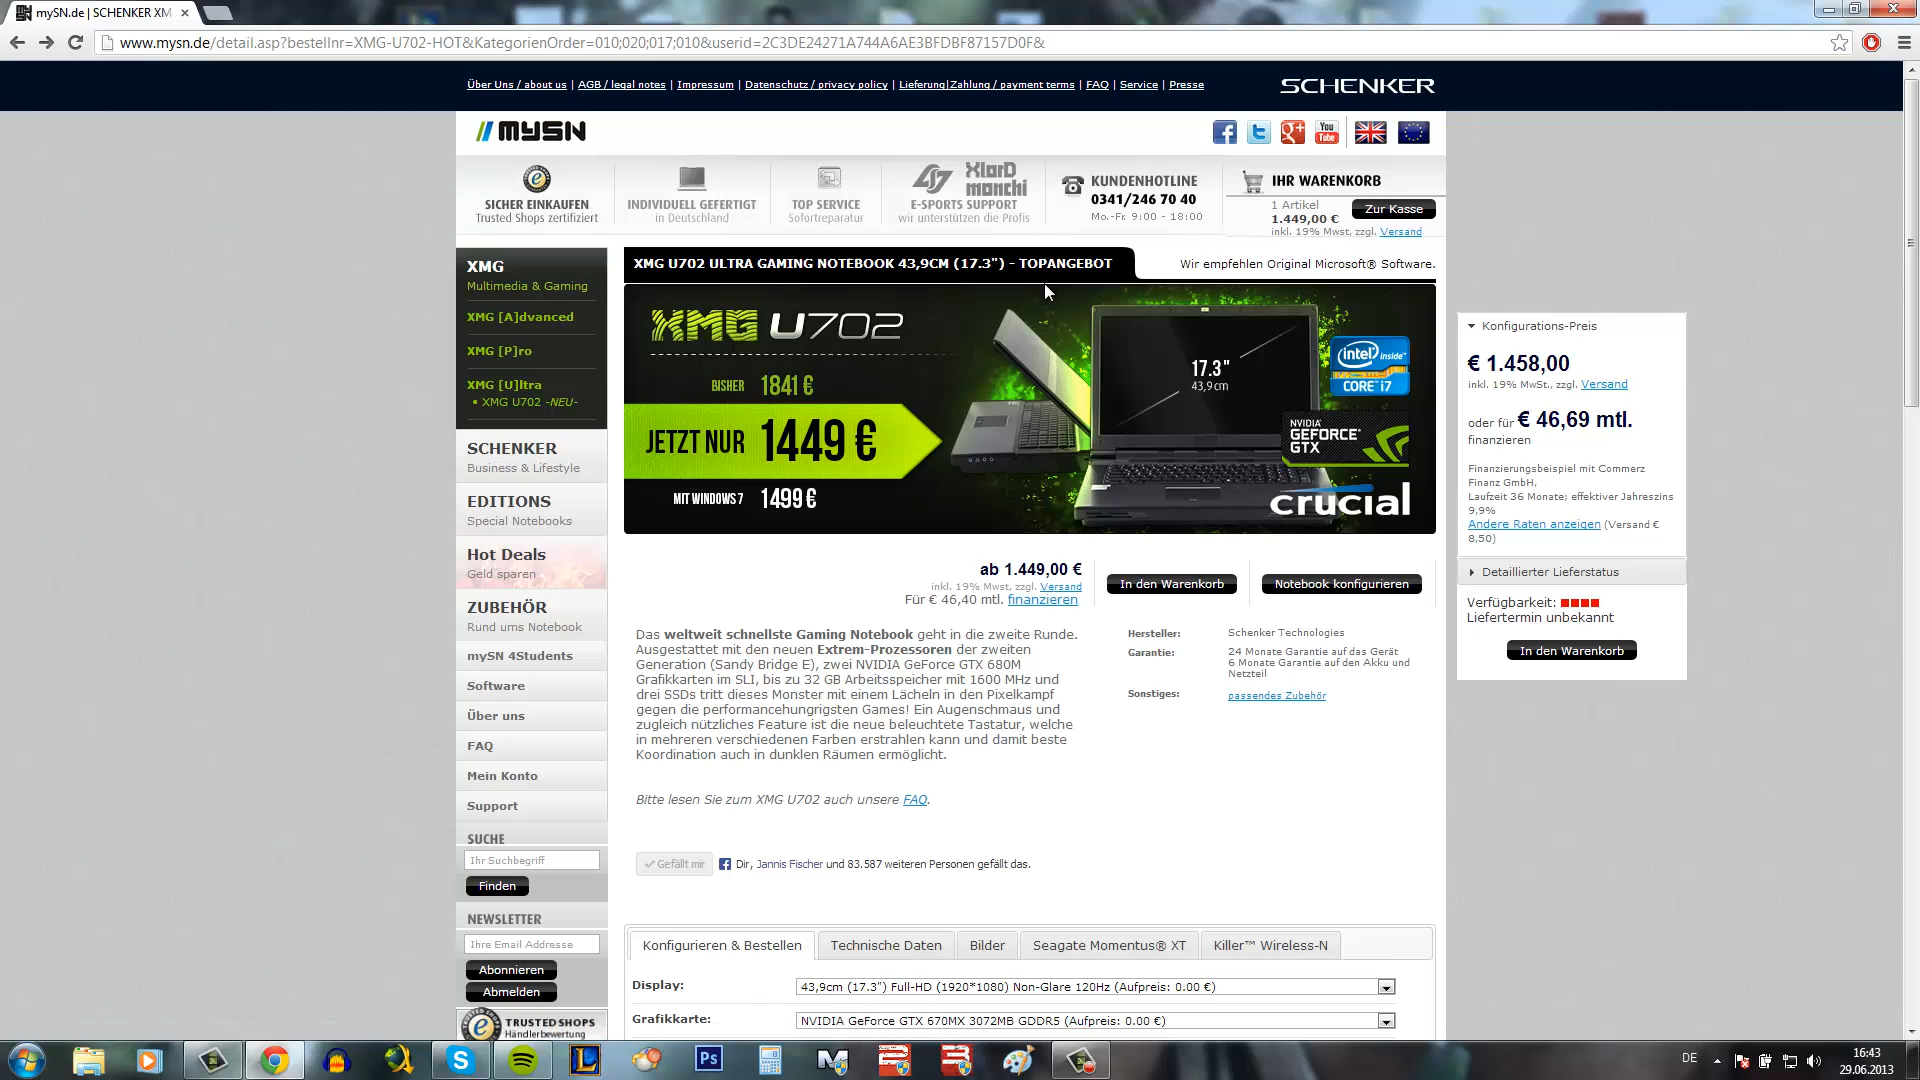 mySN.de | SCHENKER XM
www.mysn.de/detail.asp?bestellnr=XMG-U702-HOT&KategorienOrder=010;020;017;010&userid=2C3DE24271A744A6AE3BFDBF87157D0F&
Über Uns / about us | AGB / legal notes | Impressum | Datenschutz / privacy policy | Lieferung|Zahlung / payment terms | FAQ | Service | Presse
SCHENKER
MYSN
You Tube
SICHER EINKAUFEN
Trusted Shops zertifiziert
INDIVIDUELL GEFERTIGT
in Deutschland
TOP SERVICE
Sofortreparatur
XlorD
monchi
E-SPORTS SUPPORT
wir unterstützen die Profis
KUNDENHOTLINE
0341/246 70 40
Mo.-Fr. 9:00 - 18:00
IHR WARENKORB
1 Artikel
1.449,00 €
Zur Kasse
inkl. 19% Mwst, zzgl. Versand
XMG
Multimedia & Gaming
XMG [A]dvanced
XMG [P]ro
XMG [U]ltra
• XMG U702 -NEU-
SCHENKER
Business & Lifestyle
EDITIONS
Special Notebooks
Hot Deals
Geld sparen
ZUBEHÖR
Rund ums Notebook
mySN 4Students
Software
Über uns
FAQ
Mein Konto
Support
SUCHE
Ihr Suchbegriff
Finden
NEWSLETTER
Ihre Email Addresse
Abonnieren
Abmelden
TRUSTED SHOPS
Händlerbewertung
XMG U702 ULTRA GAMING NOTEBOOK 43,9CM (17.3") - TOPANGEBOT
Wir empfehlen Original Microsoft® Software.
XMG U702
BISHER 1841 €
JETZT NUR 1449 €
MIT WINDOWS 7 1499 €
17.3"
43,9cm
intel inside
CORE i7
NVIDIA
GEFORCE
GTX
crucial
ab 1.449,00 €
inkl. 19% Mwst, zzgl. Versand
Für € 46,40 mtl. finanzieren
In den Warenkorb
Notebook konfigurieren
Das weltweit schnellste Gaming Notebook geht in die zweite Runde.
Ausgestattet mit den neuen Extrem-Prozessoren der zweiten
Generation (Sandy Bridge E), zwei NVIDIA GeForce GTX 680M
Grafikkarten im SLI, bis zu 32 GB Arbeitsspeicher mit 1600 MHz und
drei SSDs tritt dieses Monster mit einem Lächeln in den Pixelkampf
gegen die performancehungrigsten Games! Ein Augenschmaus und
zugleich nützliches Feature ist die neue beleuchtete Tastatur, welche
in mehreren verschiedenen Farben erstrahlen kann und damit beste
Koordination auch in dunklen Räumen ermöglicht.
Bitte lesen Sie zum XMG U702 auch unsere FAQ.
Hersteller: Schenker Technologies
Garantie: 24 Monate Garantie auf das Gerät
6 Monate Garantie auf den Akku und
Netzteil
Sonstiges: passendes Zubehör
Gefällt mir
Dir, Jannis Fischer und 83.587 weiteren Personen gefällt das.
Konfigurieren & Bestellen
Technische Daten
Bilder
Seagate Momentus® XT
Killer™ Wireless-N
Display: 43,9cm (17.3") Full-HD (1920*1080) Non-Glare 120Hz (Aufpreis: 0.00 €)
Grafikkarte: NVIDIA GeForce GTX 670MX 3072MB GDDR5 (Aufpreis: 0.00 €)
Konfigurations-Preis
€ 1.458,00
inkl. 19% MwSt., zzgl. Versand
oder für € 46,69 mtl.
finanzieren
Finanzierungsbeispiel mit Commerz
Finanz GmbH,
Laufzeit 36 Monate; effektiver Jahreszins
9,9%
Andere Raten anzeigen (Versand €
8,50)
Detaillierter Lieferstatus
Verfügbarkeit:
Liefertermin unbekannt
In den Warenkorb
Ps
DE
16:43
29.06.2013